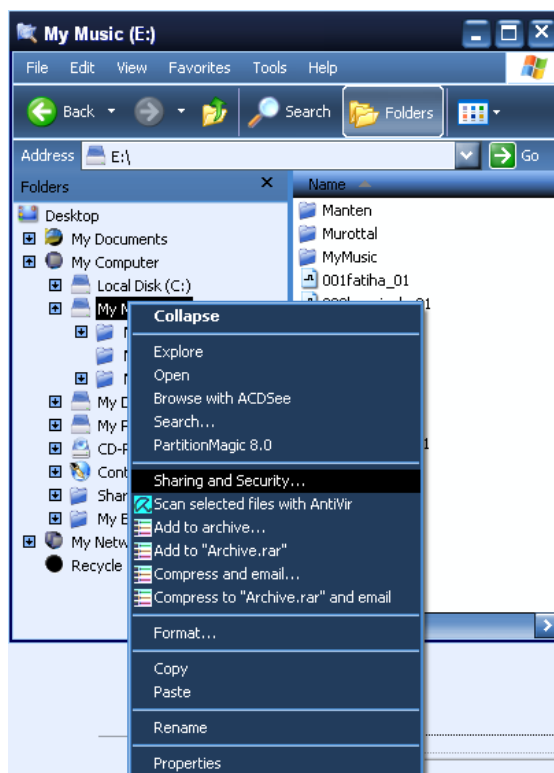 My Music (E:)
File Edit View Favorites Tools Help
Back Search Folders
Address E:\ Go
Folders
Name
Desktop
My Documents
My Computer
Local Disk (C:)
Manten
Murottal
MyMusic
001fatiha_01
Collapse
Explore
Open
Browse with ACDSee
Search...
PartitionMagic 8.0
Sharing and Security...
Scan selected files with AntiVir
Add to archive...
Add to "Archive.rar"
Compress and email...
Compress to "Archive.rar" and email
Format...
Copy
Paste
Rename
Properties
My
CD-
My
Recycle